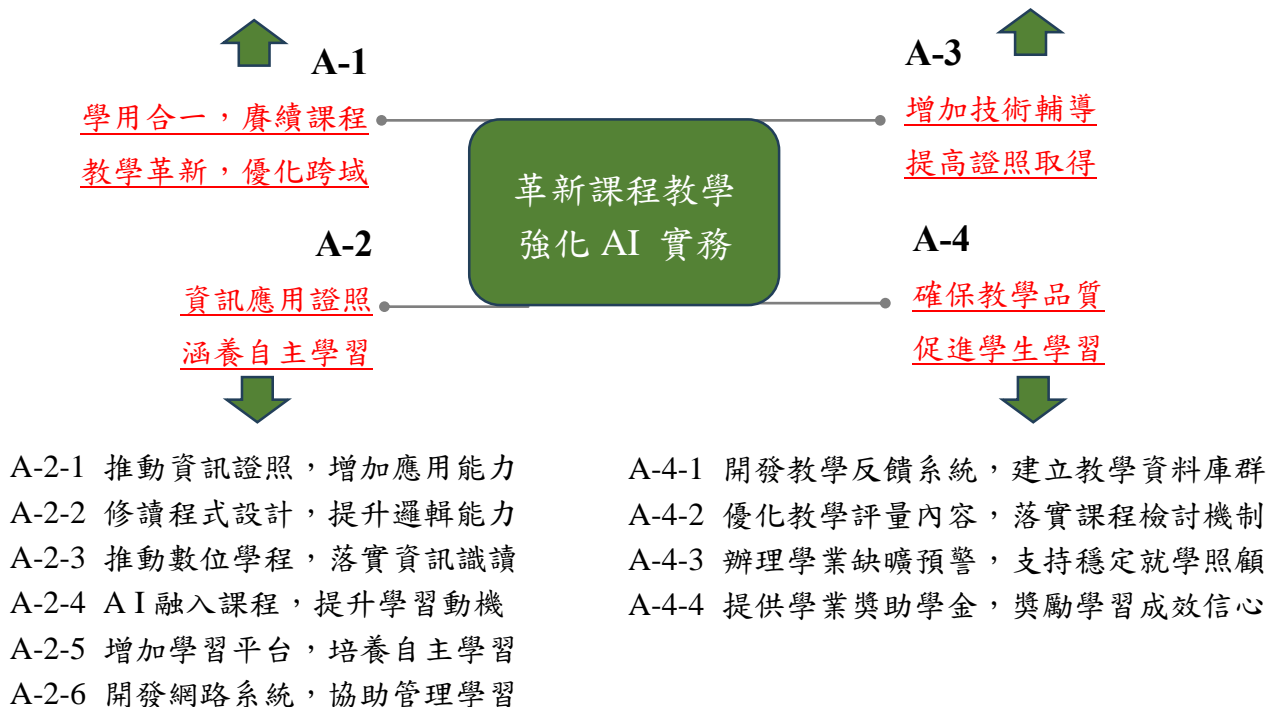 A-1
學用合一，賡續課程
教學革新，優化跨域
A-3
增加技術輔導
提高證照取得
革新課程教學
強化 AI 實務
A-2
資訊應用證照
涵養自主學習
A-4
確保教學品質
促進學生學習
A-2-1 推動資訊證照，增加應用能力
A-2-2 修讀程式設計，提升邏輯能力
A-2-3 推動數位學程，落實資訊識讀
A-2-4 A I 融入課程，提升學習動機
A-2-5 增加學習平台，培養自主學習
A-2-6 開發網路系統，協助管理學習
A-4-1 開發教學反饋系統，建立教學資料庫群
A-4-2 優化教學評量內容，落實課程檢討機制
A-4-3 辦理學業缺曠預警，支持穩定就學照顧
A-4-4 提供學業獎助學金，獎勵學習成效信心